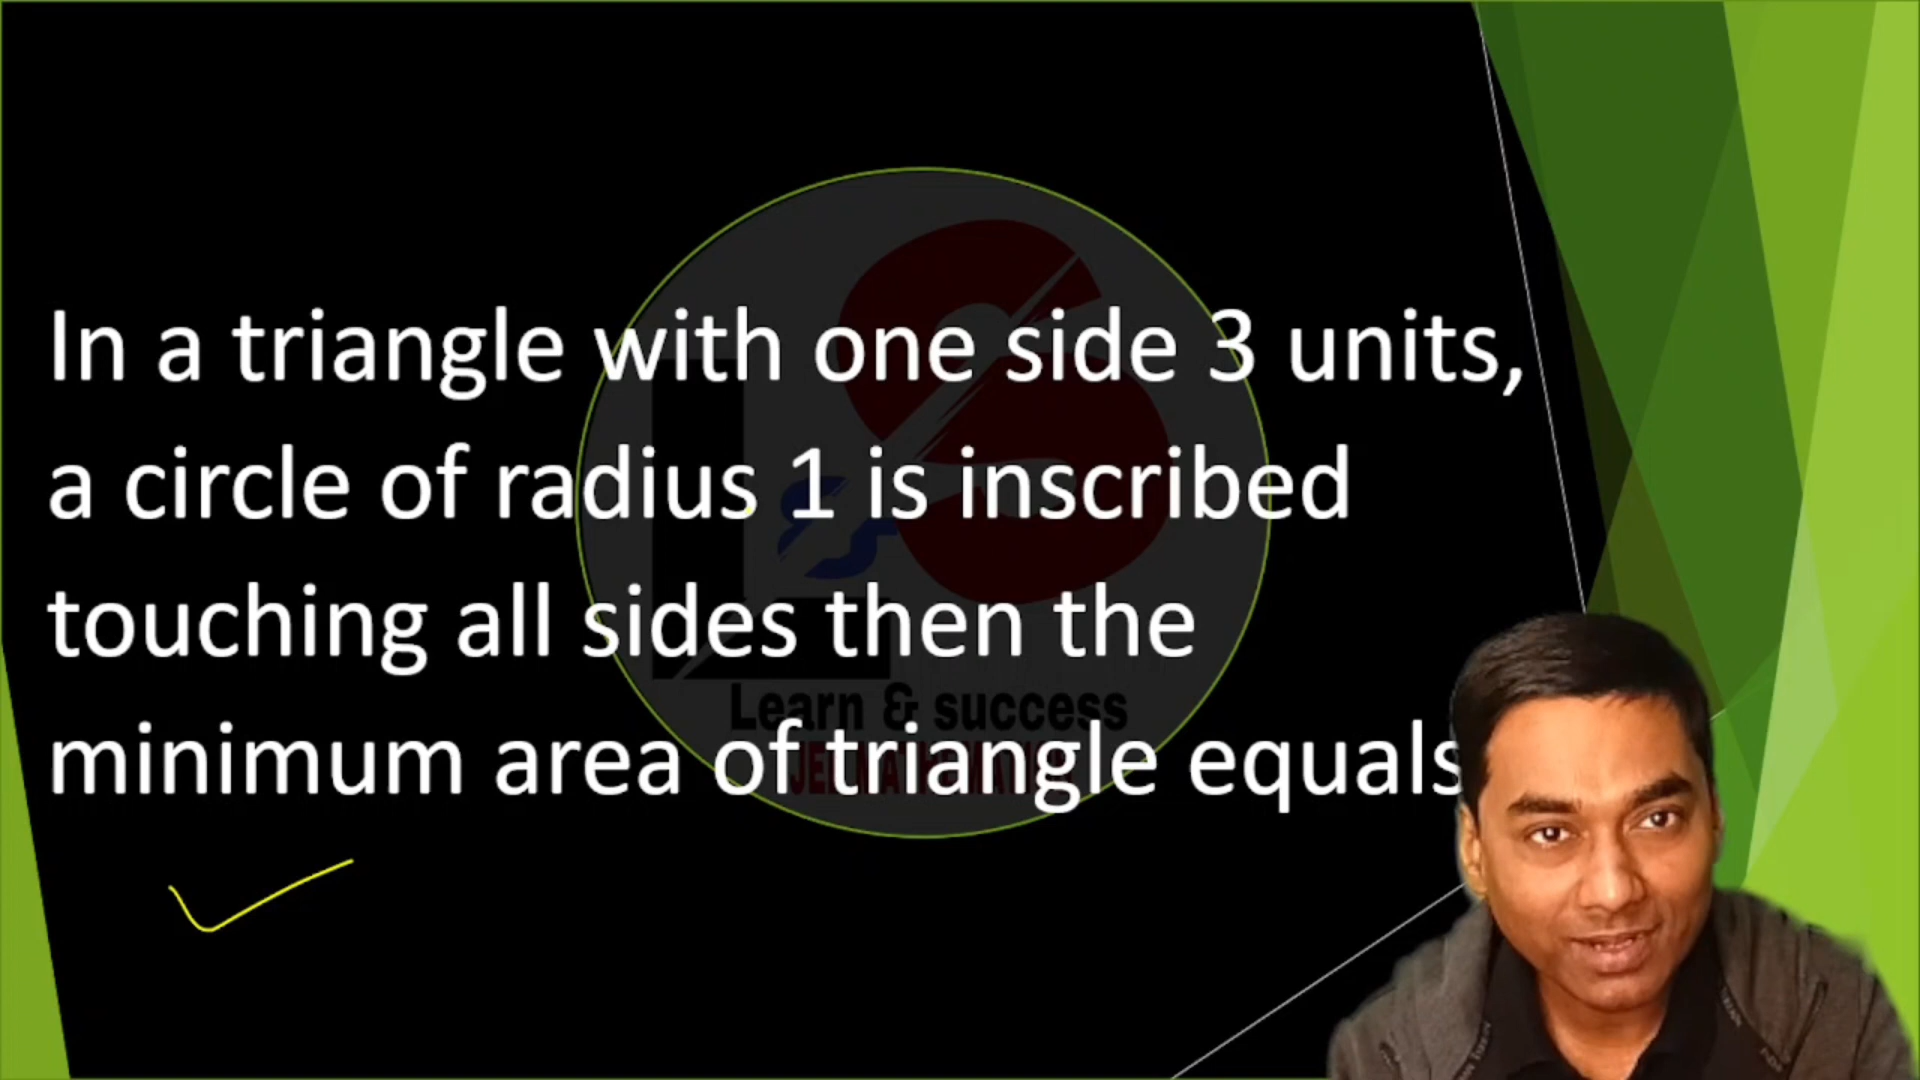 In a triangle with one side 3 units,
a circle of radius 1 is inscribed
touching all sides then the
Learn & success
minimum area of triangle equals